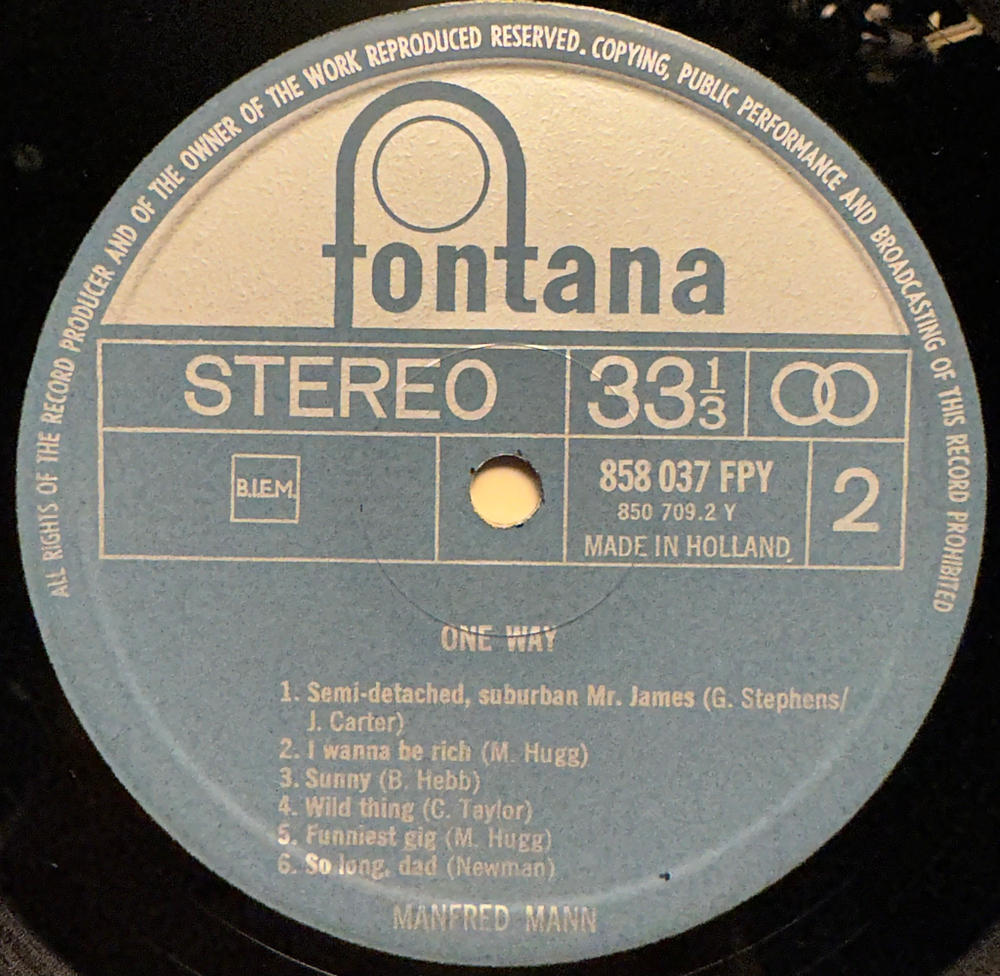 ALL RIGHTS OF THE RECORD PRODUCER AND OF THE OWNER OF THE WORK REPRODUCED RESERVED. COPYING, PUBLIC PERFORMANCE AND BROADCASTING OF THIS RECORD PROHIBITED
fontana
STEREO 33 1/3
B.I.E.M. 858 037 FPY 2
850 709.2 Y
MADE IN HOLLAND
ONE WAY
1. Semi-detached, suburban Mr. James (G. Stephens/
J. Carter)
2. I wanna be rich (M. Hugg)
3. Sunny (B. Hebb)
4. Wild thing (C. Taylor)
5. Funniest gig (M. Hugg)
6. So long, dad (Newman)
MANFRED MANN